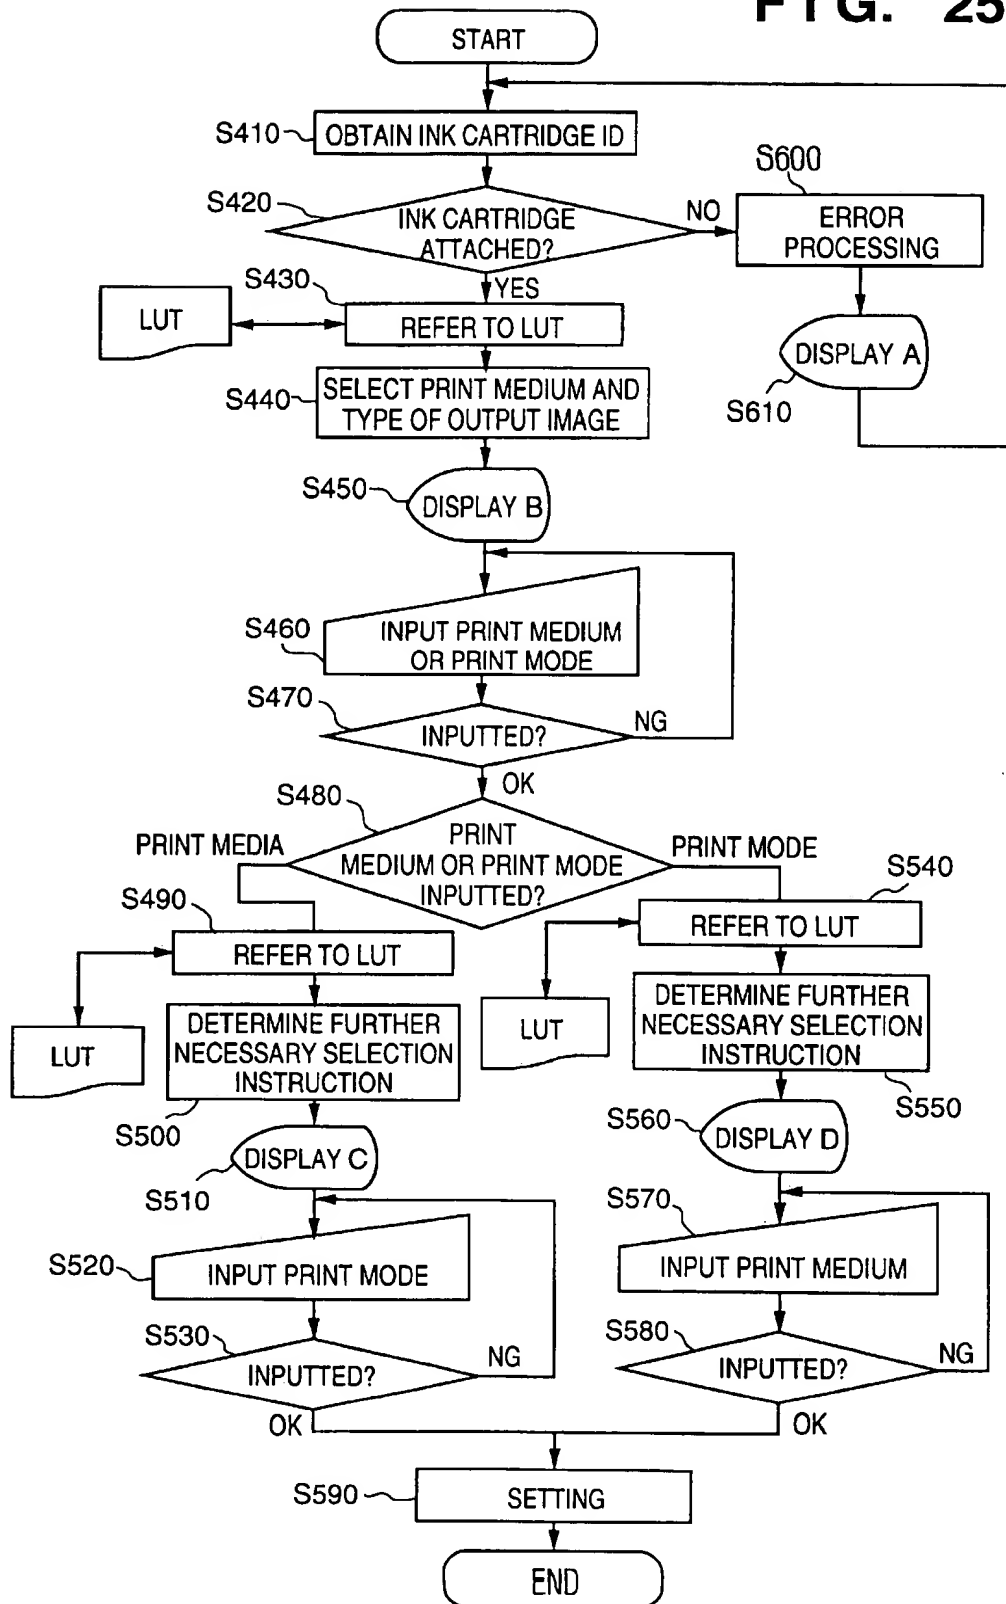 FIG. 25
START
S410
OBTAIN INK CARTRIDGE ID
S420
INK CARTRIDGE
ATTACHED?
NO
S600
ERROR
PROCESSING
YES
S430
LUT
REFER TO LUT
DISPLAY A
S610
S440
SELECT PRINT MEDIUM AND
TYPE OF OUTPUT IMAGE
S450
DISPLAY B
S460
INPUT PRINT MEDIUM
OR PRINT MODE
S470
INPUTTED?
NG
OK
S480
PRINT
MEDIUM OR PRINT MODE
INPUTTED?
PRINT MEDIA
PRINT MODE
S490
REFER TO LUT
LUT
DETERMINE FURTHER
NECESSARY SELECTION
INSTRUCTION
S500
DISPLAY C
S510
S520
INPUT PRINT MODE
S530
INPUTTED?
NG
OK
S540
REFER TO LUT
LUT
DETERMINE FURTHER
NECESSARY SELECTION
INSTRUCTION
S550
S560
DISPLAY D
S570
INPUT PRINT MEDIUM
S580
INPUTTED?
NG
OK
S590
SETTING
END